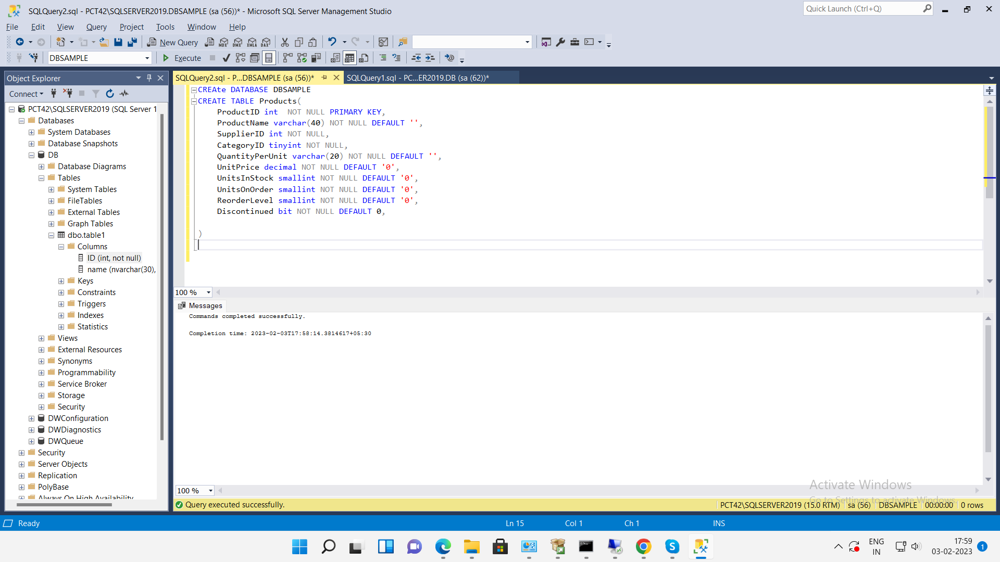 SQLQuery2.sql - PCT42\SQLSERVER2019.DBSAMPLE (sa (56))* - Microsoft SQL Server Management Studio
Quick Launch (Ctrl+Q)
File Edit View Query Project Tools Window Help
New Query MDX DMX XMLA DAX
DBSAMPLE Execute
Object Explorer
Connect
PCT42\SQLSERVER2019 (SQL Server 1
Databases
System Databases
Database Snapshots
DB
Database Diagrams
Tables
System Tables
FileTables
External Tables
Graph Tables
dbo.table1
Columns
ID (int, not null)
name (nvarchar(30),
Keys
Constraints
Triggers
Indexes
Statistics
Views
External Resources
Synonyms
Programmability
Service Broker
Storage
Security
DWConfiguration
DWDiagnostics
DWQueue
Security
Server Objects
Replication
PolyBase
Always On High Availability
SQLQuery2.sql - P...DBSAMPLE (sa (56))* SQLQuery1.sql - PC...ER2019.DB (sa (62))*
CREAte DATABASE DBSAMPLE
CREATE TABLE Products(
ProductID int  NOT NULL PRIMARY KEY,
ProductName varchar(40) NOT NULL DEFAULT '',
SupplierID int NOT NULL,
CategoryID tinyint NOT NULL,
QuantityPerUnit varchar(20) NOT NULL DEFAULT '',
UnitPrice decimal NOT NULL DEFAULT '0',
UnitsInStock smallint NOT NULL DEFAULT '0',
UnitsOnOrder smallint NOT NULL DEFAULT '0',
ReorderLevel smallint NOT NULL DEFAULT '0',
Discontinued bit NOT NULL DEFAULT 0,
)
100 %
Messages
Commands completed successfully.
Completion time: 2023-02-03T17:58:14.3814617+05:30
100 %
Activate Windows
Go to Settings to activate Windows.
Query executed successfully. PCT42\SQLSERVER2019 (15.0 RTM) sa (56) DBSAMPLE 00:00:00 0 rows
Ready Ln 15 Col 1 Ch 1 INS
ENG
IN
17:59
03-02-2023
1